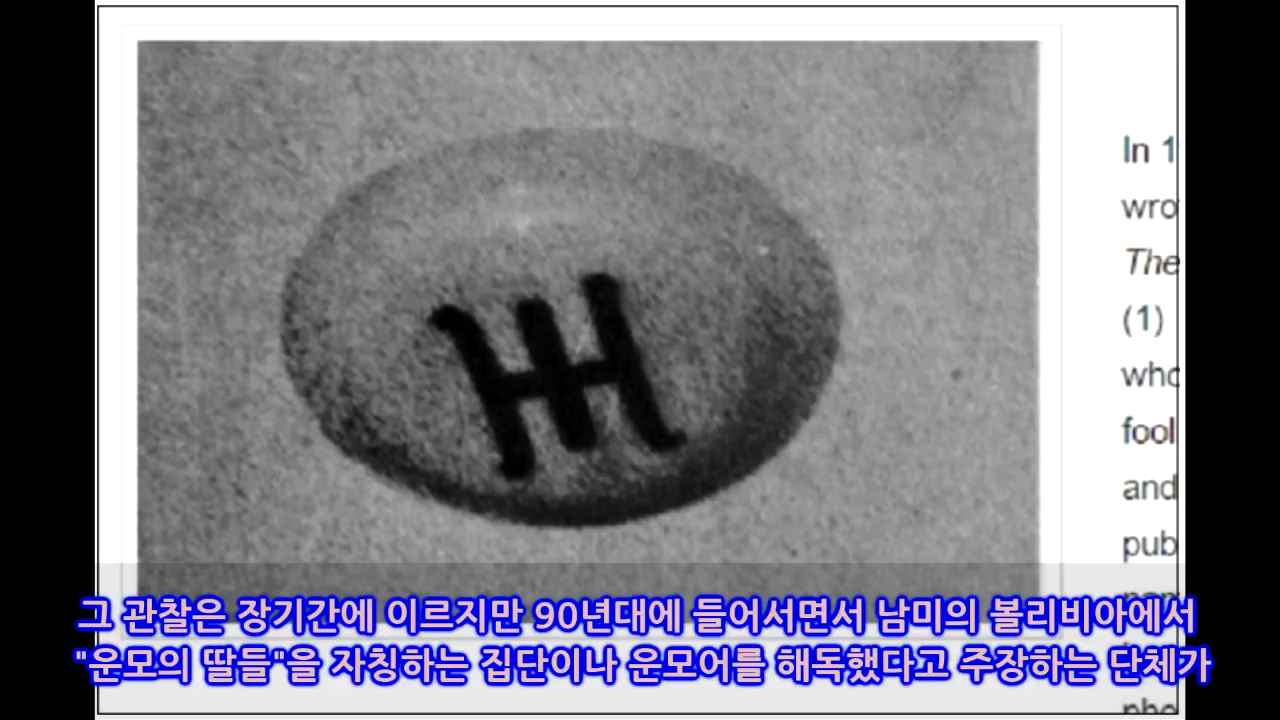 In 1
wro
The
(1)
who
fool
and
pub
그 관찰은 장기간에 이르지만 90년대에 들어서면서 남미의 볼리비아에서
"운모의 딸들"을 자칭하는 집단이나 운모어를 해독했다고 주장하는 단체가